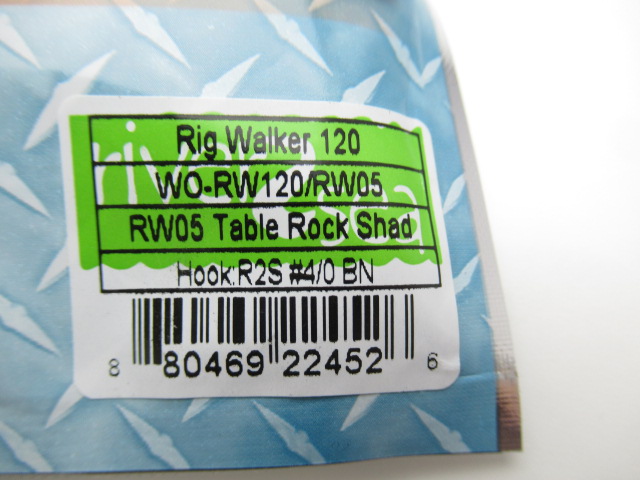 Rig Walker 120
WO-RW120/RW05
RW05 Table Rock Shad
Hook:R2S #4/0 BN
8 80469 22452 6
river2sea